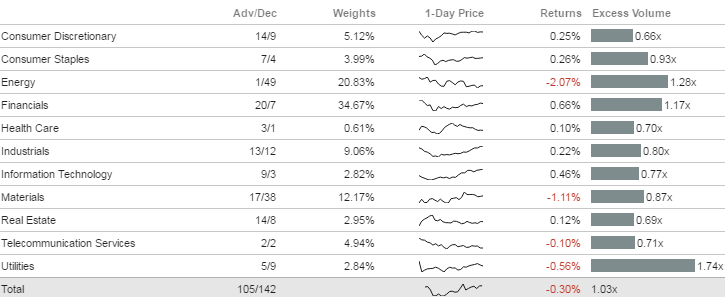 Adv/Dec Weights 1-Day Price Returns Excess Volume
Consumer Discretionary 14/9 5.12% 0.25% 0.66x
Consumer Staples 7/4 3.99% 0.26% 0.93x
Energy 1/49 20.83% -2.07% 1.28x
Financials 20/7 34.67% 0.66% 1.17x
Health Care 3/1 0.61% 0.10% 0.70x
Industrials 13/12 9.06% 0.22% 0.80x
Information Technology 9/3 2.82% 0.46% 0.77x
Materials 17/38 12.17% -1.11% 0.87x
Real Estate 14/8 2.95% 0.12% 0.69x
Telecommunication Services 2/2 4.94% -0.10% 0.71x
Utilities 5/9 2.84% -0.56% 1.74x
Total 105/142 -0.30% 1.03x